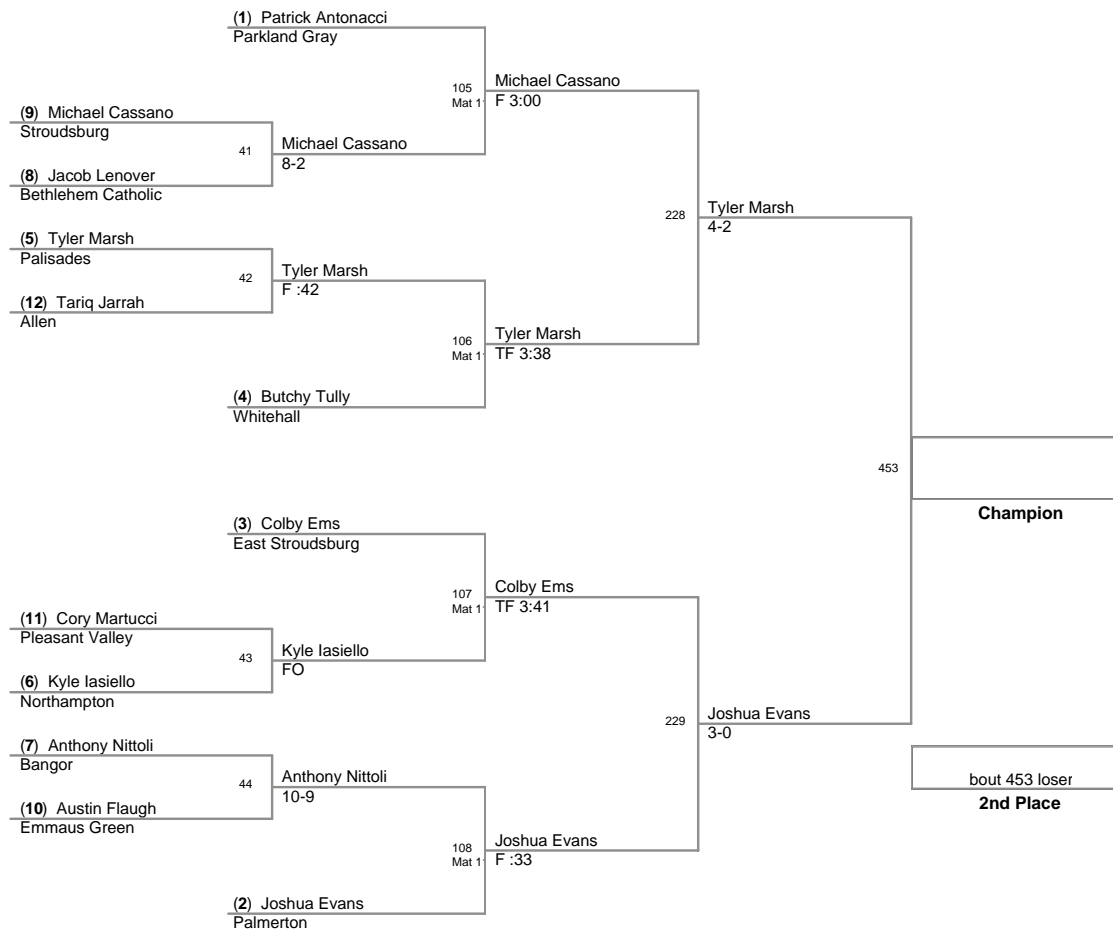 (1) Patrick Antonacci
Parkland Gray
105
Mat 1
Michael Cassano
F 3:00
(9) Michael Cassano
Stroudsburg
41
Michael Cassano
8-2
(8) Jacob Lenover
Bethlehem Catholic
228
Tyler Marsh
4-2
(5) Tyler Marsh
Palisades
42
Tyler Marsh
F :42
(12) Tariq Jarrah
Allen
106
Mat 1
Tyler Marsh
TF 3:38
(4) Butchy Tully
Whitehall
453
Champion
(3) Colby Ems
East Stroudsburg
107
Mat 1
Colby Ems
TF 3:41
(11) Cory Martucci
Pleasant Valley
43
Kyle Iasiello
FO
(6) Kyle Iasiello
Northampton
229
Joshua Evans
3-0
(7) Anthony Nittoli
Bangor
44
Anthony Nittoli
10-9
(10) Austin Flaugh
Emmaus Green
bout 453 loser
2nd Place
108
Mat 1
Joshua Evans
F :33
(2) Joshua Evans
Palmerton